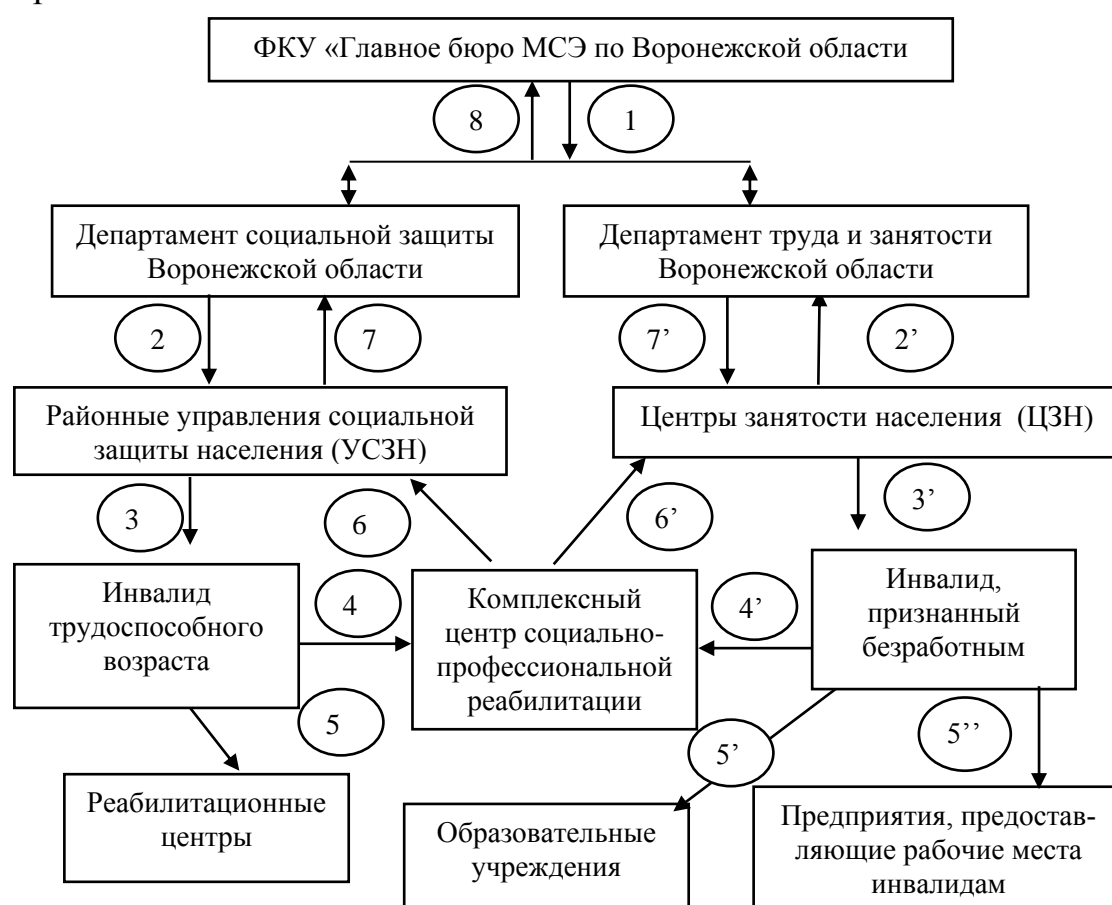 ФКУ «Главное бюро МСЭ по Воронежской области
8
1
Департамент социальной защиты
Воронежской области
Департамент труда и занятости
Воронежской области
2
7
7’
2’
Районные управления социальной
защиты населения (УСЗН)
Центры занятости населения (ЦЗН)
3
6
6’
3’
Инвалид
трудоспособного
возраста
4
Комплексный
центр социально-
профессиональной
реабилитации
4’
Инвалид,
признанный
безработным
5
5’
5’’
Реабилитационные
центры
Образовательные
учреждения
Предприятия, предостав-
ляющие рабочие места
инвалидам